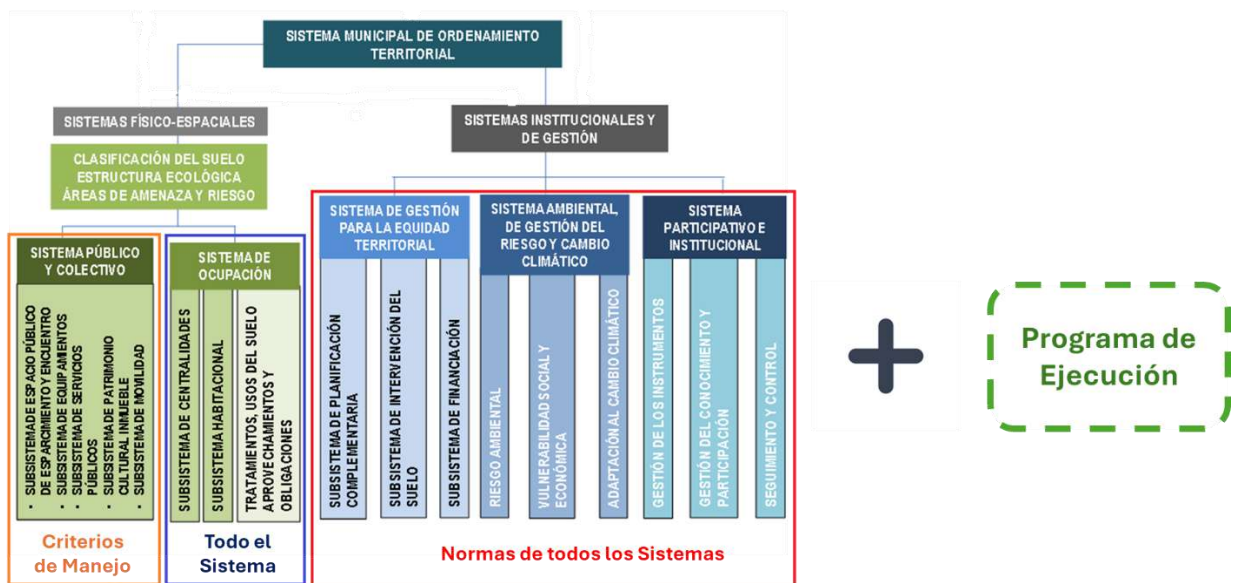 SISTEMA MUNICIPAL DE ORDENAMIENTO
TERRITORIAL
SISTEMAS FÍSICO-ESPACIALES
SISTEMAS INSTITUCIONALES Y
DE GESTIÓN
CLASIFICACIÓN DEL SUELO
ESTRUCTURA ECOLÓGICA
ÁREAS DE AMENAZA Y RIESGO
SISTEMA PÚBLICO
Y COLECTIVO
SISTEMA DE
OCUPACIÓN
SISTEMA DE GESTIÓN
PARA LA EQUIDAD
TERRITORIAL
SISTEMA AMBIENTAL,
DE GESTIÓN DEL
RIESGO Y CAMBIO
CLIMÁTICO
SISTEMA
PARTICIPATIVO E
INSTITUCIONAL
• SUBSISTEMA DE ESPACIO PÚBLICO
DE ESPARCIMIENTO Y ENCUENTRO
• SUBSISTEMA DE EQUIPAMIENTOS
• SUBSISTEMA DE SERVICIOS
PÚBLICOS
• SUBSISTEMA DE PATRIMONIO
CULTURAL INMUEBLE
• SUBSISTEMA DE MOVILIDAD
SUBSISTEMA DE CENTRALIDADES
SUBSISTEMA HABITACIONAL
TRATAMIENTOS, USOS DEL SUELO
APROVECHAMIENTOS Y
OBLIGACIONES
SUBSISTEMA DE PLANIFICACIÓN
COMPLEMENTARIA
SUBSISTEMA DE INTERVENCIÓN DEL
SUELO
SUBSISTEMA DE FINANCIACIÓN
RIESGO AMBIENTAL
VULNERABILIDAD SOCIAL Y
ECONÓMICA
ADAPTACIÓN AL CAMBIO CLIMÁTICO
GESTIÓN DE LOS INSTRUMENTOS
GESTIÓN DEL CONOCIMIENTO Y
PARTICIPACIÓN
SEGUIMIENTO Y CONTROL
Criterios
de Manejo
Todo el
Sistema
Normas de todos los Sistemas
Programa de
Ejecución